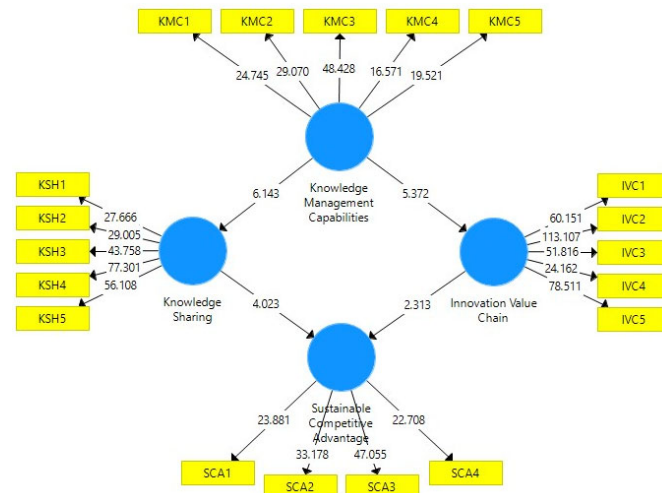 KMC1
KMC2
KMC3
KMC4
KMC5
24.745
29.070
48.428
16.571
19.521
Knowledge
Management
Capabilities
6.143
5.372
KSH1
KSH2
KSH3
KSH4
KSH5
27.666
29.005
43.758
77.301
56.108
Knowledge
Sharing
IVC1
IVC2
IVC3
IVC4
IVC5
60.151
113.107
51.816
24.162
78.511
Innovation Value
Chain
4.023
2.313
Sustainable
Competitive
Advantage
23.881
33.178
47.055
22.708
SCA1
SCA2
SCA3
SCA4